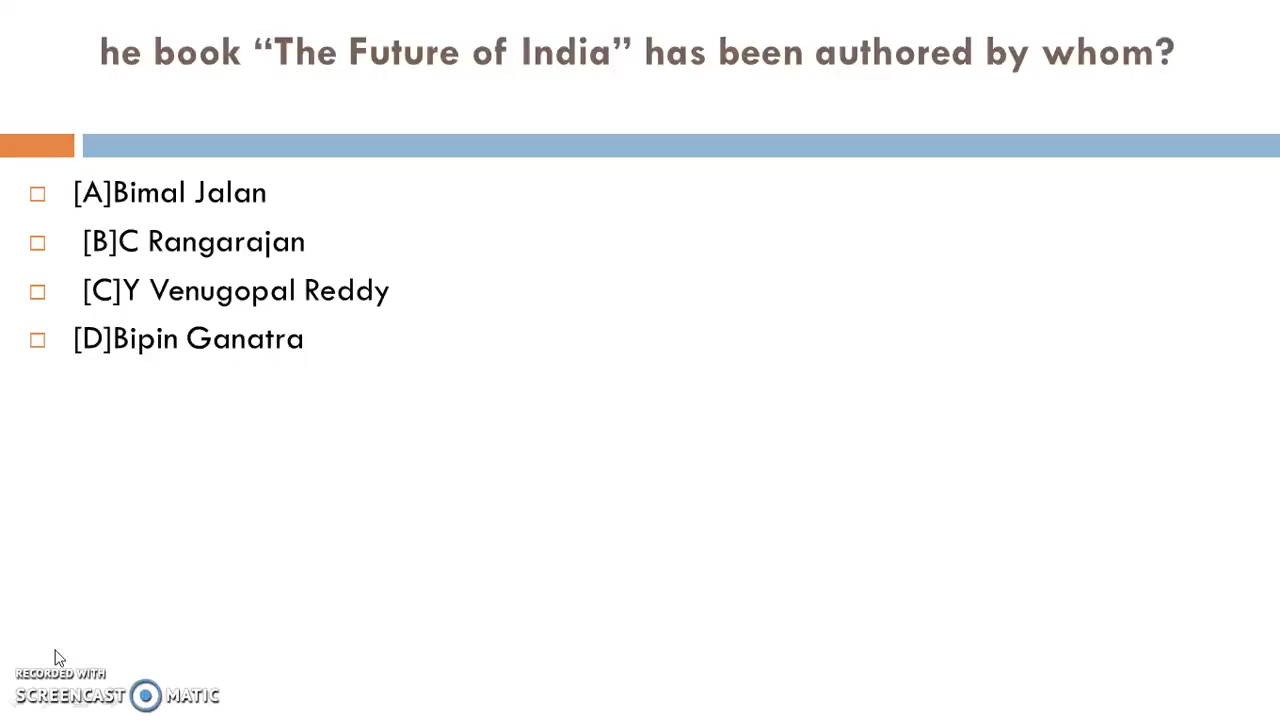 he book “The Future of India” has been authored by whom?
[A]Bimal Jalan
[B]C Rangarajan
[C]Y Venugopal Reddy
[D]Bipin Ganatra
RECORDED WITH
SCREENCAST MATIC